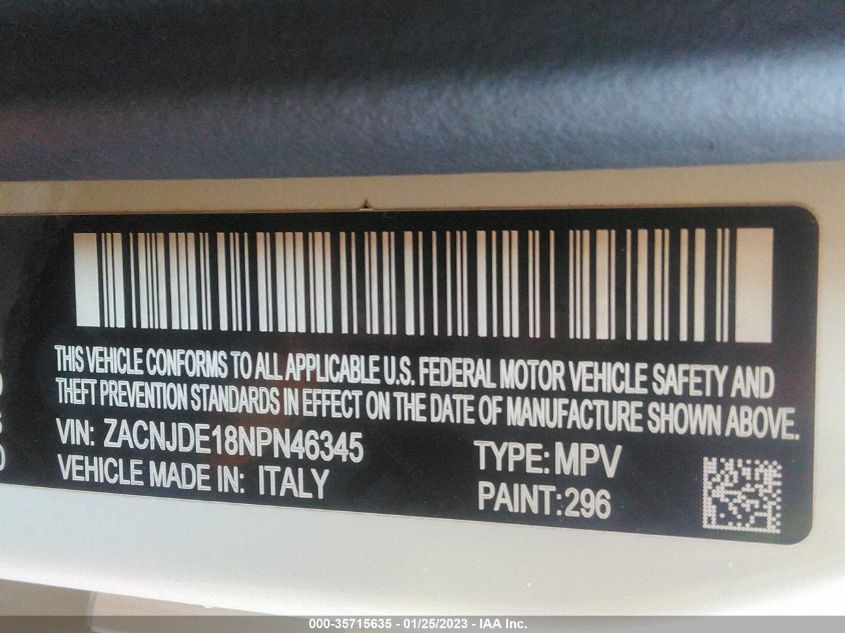 THIS VEHICLE CONFORMS TO ALL APPLICABLE U.S. FEDERAL MOTOR VEHICLE SAFETY AND
THEFT PREVENTION STANDARDS IN EFFECT ON THE DATE OF MANUFACTURE SHOWN ABOVE.
VIN: ZACNJDE18NPN46345
TYPE: MPV
VEHICLE MADE IN: ITALY
PAINT: 296
000-35715635 - 01/25/2023 - IAA Inc.